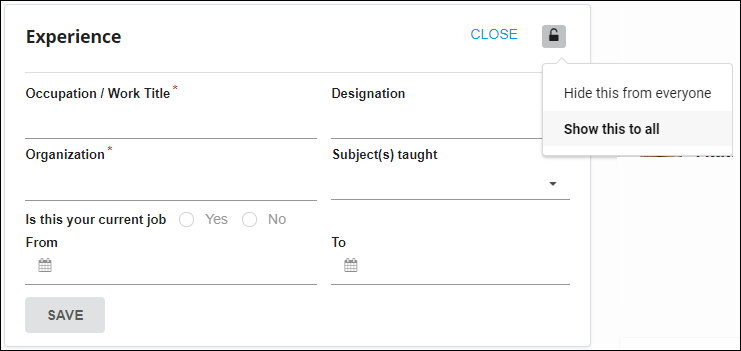 Experience
CLOSE
Hide this from everyone
Show this to all
Occupation / Work Title *
Designation
Organization *
Subject(s) taught
Is this your current job Yes No
From
To
SAVE